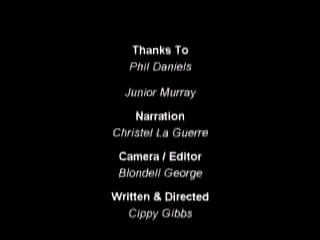 Thanks To
Phil Daniels
Junior Murray
Narration
Christel La Guerre
Camera / Editor
Blondell George
Written & Directed
Cippy Gibbs